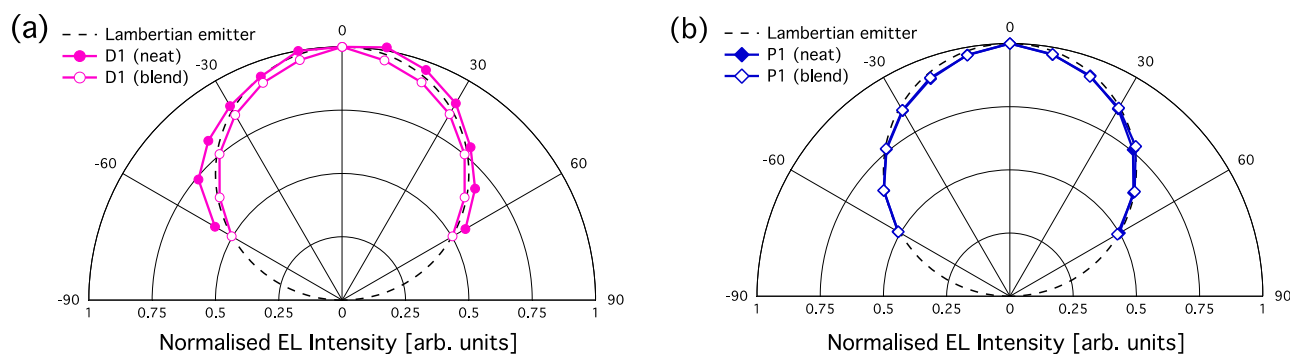 (a)
Lambertian emitter
D1 (neat)
D1 (blend)
0
-30
30
-60
60
-90
90
1 0.75 0.5 0.25 0 0.25 0.5 0.75 1
Normalised EL Intensity [arb. units]
(b)
Lambertian emitter
P1 (neat)
P1 (blend)
0
-30
30
-60
60
-90
90
1 0.75 0.5 0.25 0 0.25 0.5 0.75 1
Normalised EL Intensity [arb. units]